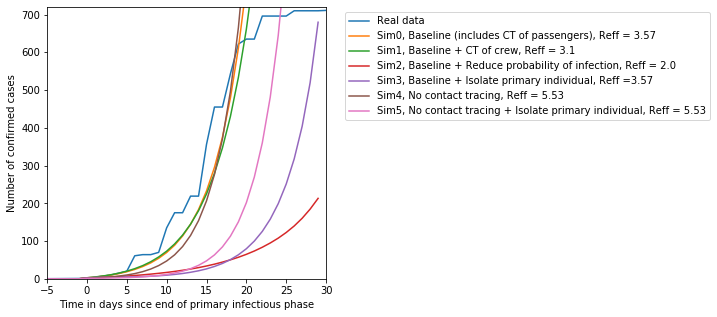 700
600
500
400
300
200
100
0
Number of confirmed cases
-5
0
5
10
15
20
25
30
Time in days since end of primary infectious phase
Real data
Sim0, Baseline (includes CT of passengers), Reff = 3.57
Sim1, Baseline + CT of crew, Reff = 3.1
Sim2, Baseline + Reduce probability of infection, Reff = 2.0
Sim3, Baseline + Isolate primary individual, Reff =3.57
Sim4, No contact tracing, Reff = 5.53
Sim5, No contact tracing + Isolate primary individual, Reff = 5.53